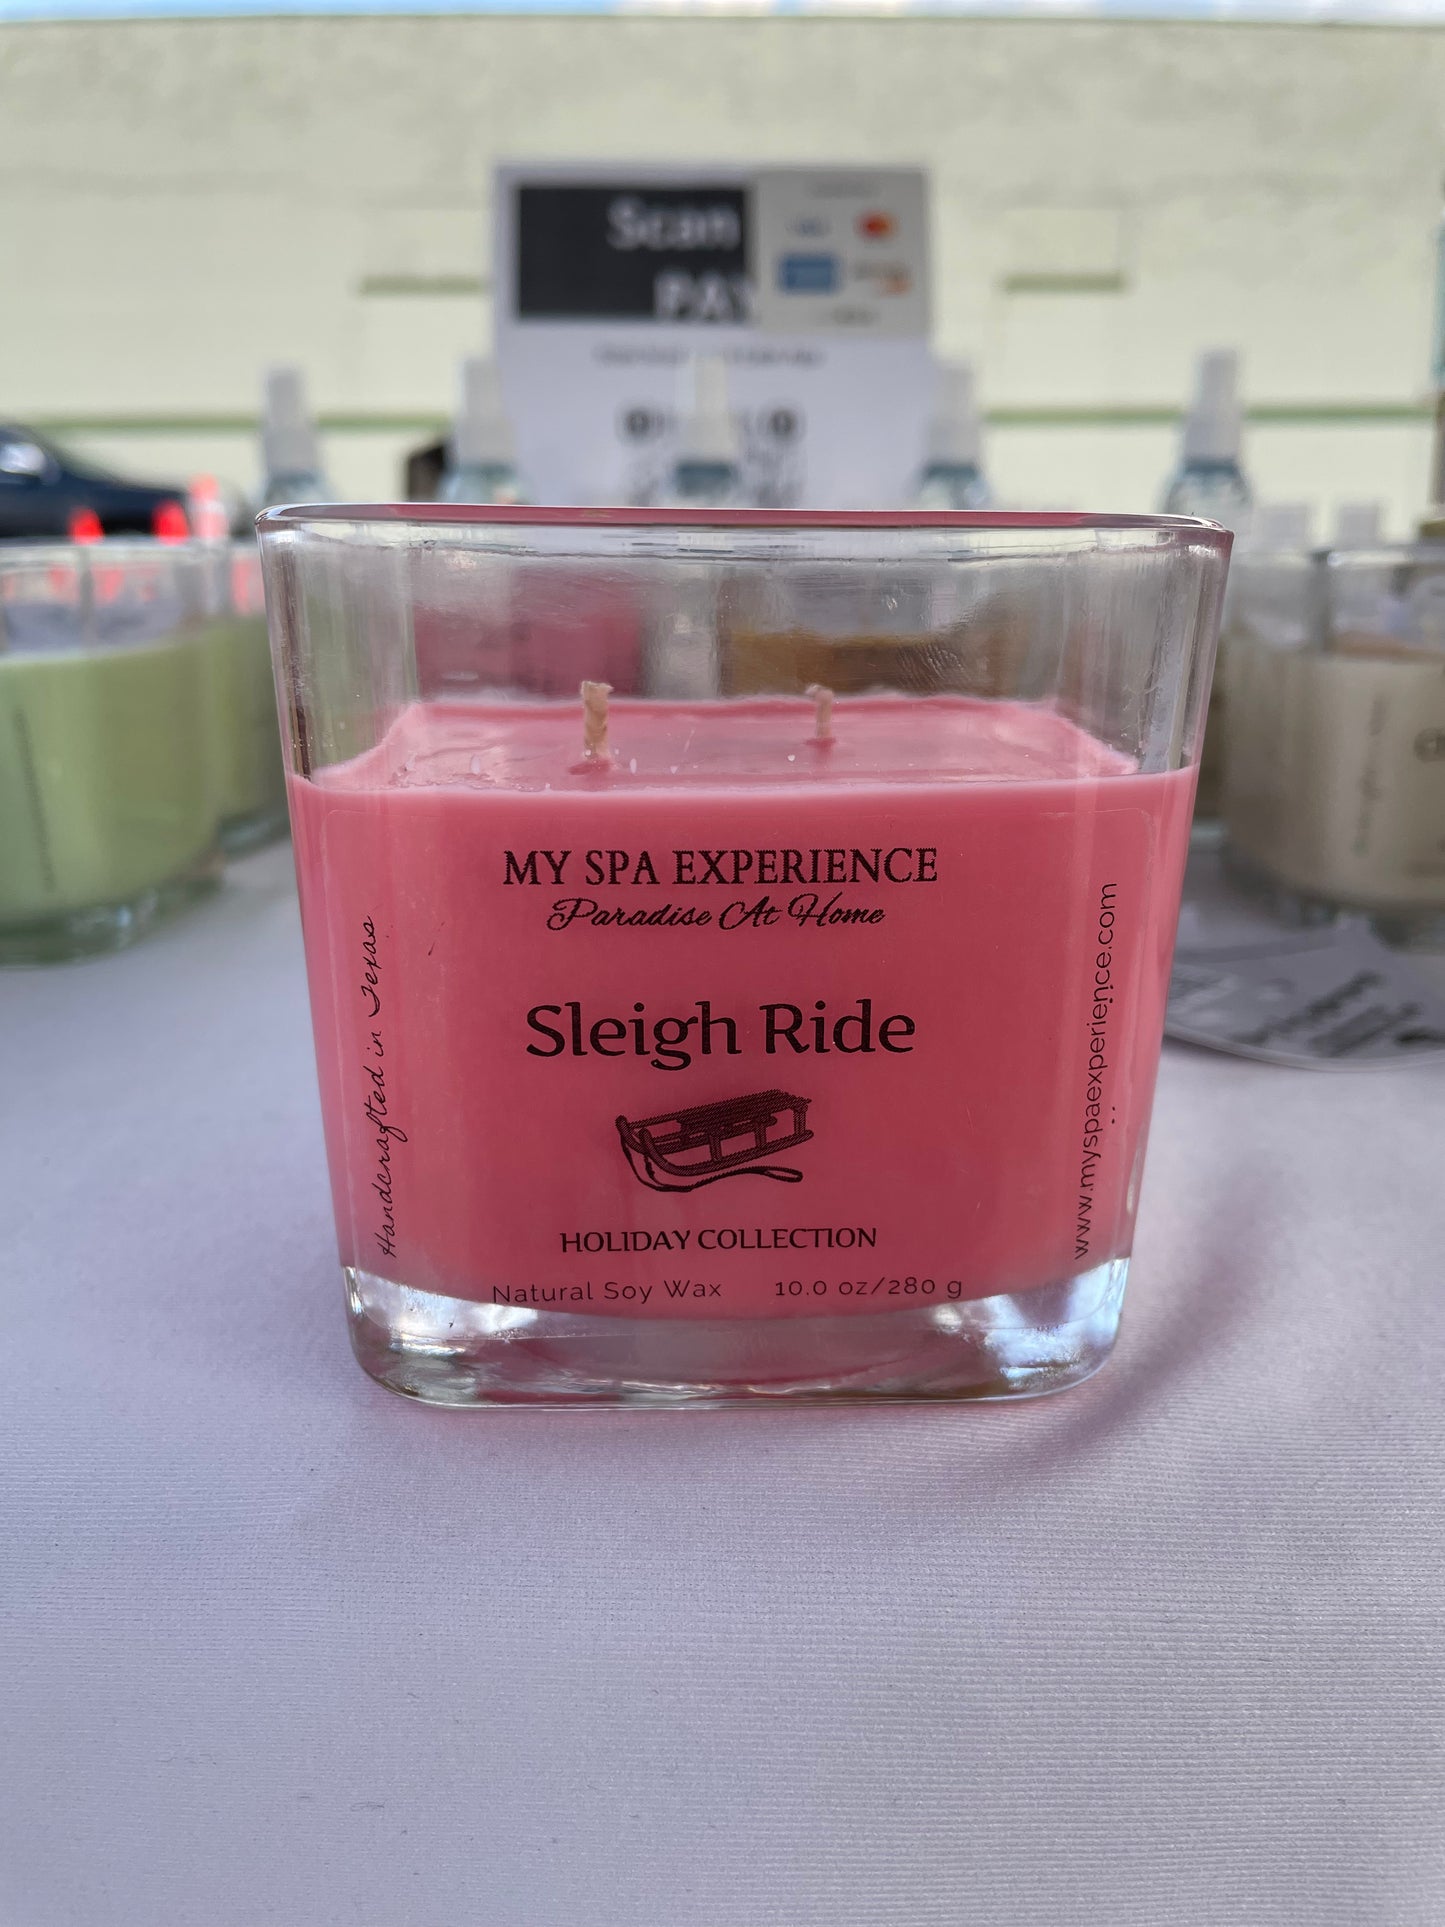 Scan
PAY
MY SPA EXPERIENCE
Paradise At Home
Sleigh Ride
HOLIDAY COLLECTION
Natural Soy Wax 10.0 oz/280 g
Handcrafted in Texas
www.myspaexperience.com